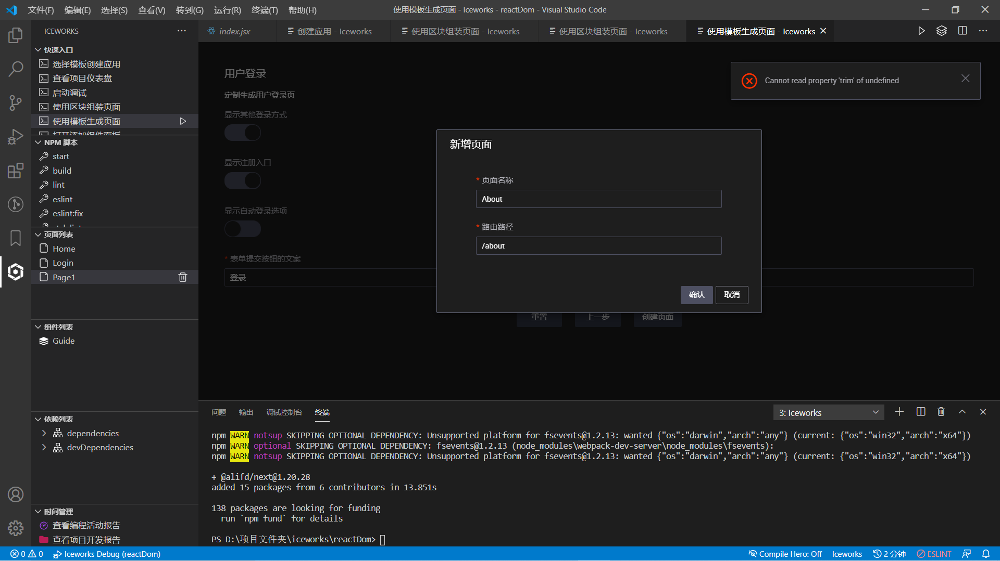 文件(F) 编辑(E) 选择(S) 查看(V) 转到(G) 运行(R) 终端(T) 帮助(H)
使用模板生成页面 - Iceworks - reactDom - Visual Studio Code
ICEWORKS
快速入口
选择模板创建应用
查看项目仪表盘
启动调试
使用区块组装页面
使用模板生成页面
打开添加组件面板
NPM 脚本
start
build
lint
eslint
eslint:fix
页面列表
Home
Login
Page1
组件列表
Guide
依赖列表
dependencies
devDependencies
时间管理
查看编程活动报告
查看项目开发报告
index.jsx
创建应用 - Iceworks
使用区块组装页面 - Iceworks
使用区块组装页面 - Iceworks
使用模板生成页面 - Iceworks
用户登录
定制生成用户登录页
显示其他登录方式
显示注册入口
显示自动登录选项
* 表单提交按钮的文案
登录
重置
上一步
创建页面
Cannot read property 'trim' of undefined
新增页面
* 页面名称
About
* 路由路径
/about
确认
取消
问题 输出 调试控制台 终端
3: Iceworks
npm WARN notsup SKIPPING OPTIONAL DEPENDENCY: Unsupported platform for fsevents@1.2.13: wanted {"os":"darwin","arch":"any"} (current: {"os":"win32","arch":"x64"})
npm WARN optional SKIPPING OPTIONAL DEPENDENCY: fsevents@1.2.13 (node_modules\webpack-dev-server\node_modules\fsevents):
npm WARN notsup SKIPPING OPTIONAL DEPENDENCY: Unsupported platform for fsevents@1.2.13: wanted {"os":"darwin","arch":"any"} (current: {"os":"win32","arch":"x64"})
+ @alifd/next@1.20.28
added 15 packages from 6 contributors in 13.851s
138 packages are looking for funding
run `npm fund` for details
PS D:\项目文件夹\iceworks\reactDom>
0 0 Iceworks Debug (reactDom)
Compile Hero: Off Iceworks 2 分钟 ESLINT